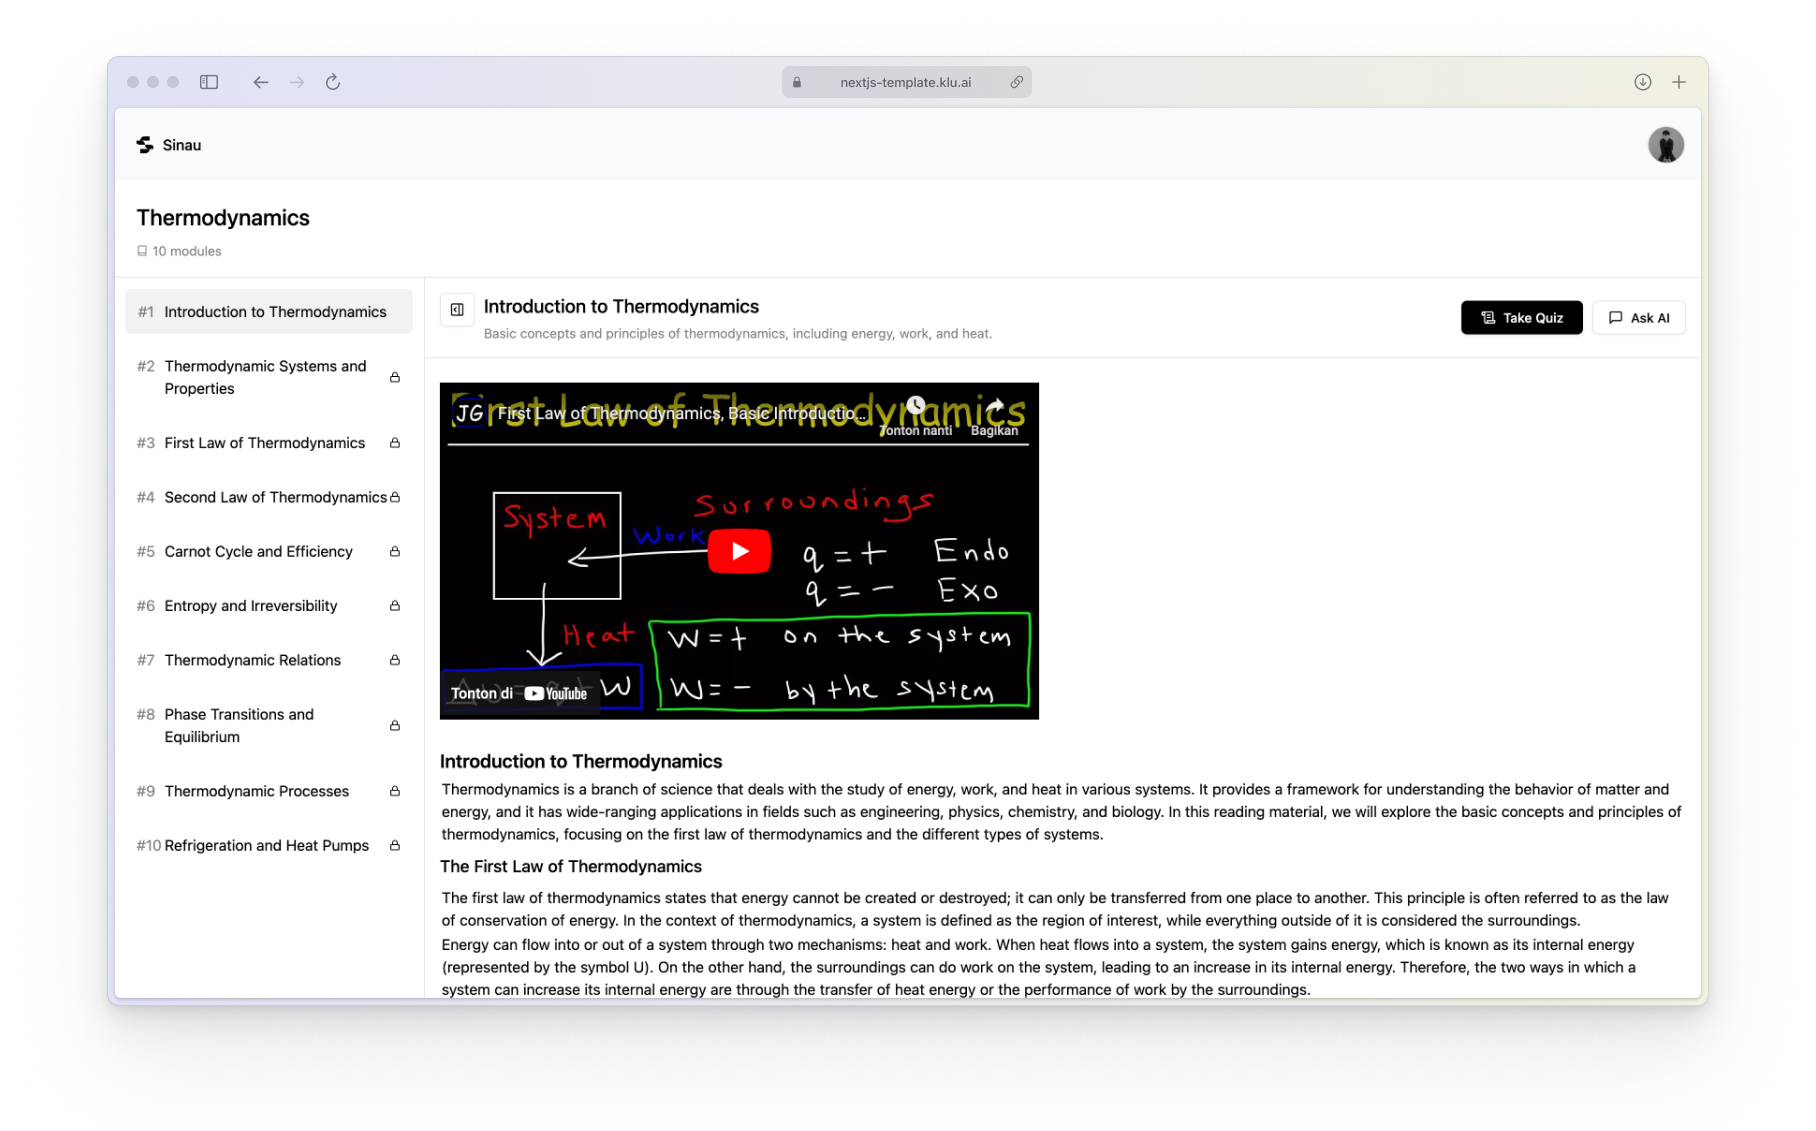 nextjs-template.klu.ai
Sinau
Thermodynamics
10 modules
#1 Introduction to Thermodynamics
#2 Thermodynamic Systems and
Properties
#3 First Law of Thermodynamics
#4 Second Law of Thermodynamics
#5 Carnot Cycle and Efficiency
#6 Entropy and Irreversibility
#7 Thermodynamic Relations
#8 Phase Transitions and
Equilibrium
#9 Thermodynamic Processes
#10 Refrigeration and Heat Pumps
Introduction to Thermodynamics
Basic concepts and principles of thermodynamics, including energy, work, and heat.
Take Quiz
Ask AI
First Law of Thermodynamics
JG First Law of Thermodynamics, Basic Introductio...
Tonton nanti Bagikan
System
Surroundings
Work
q = + Endo
q = - Exo
Heat
W = + on the system
W = - by the system
W
Tonton di YouTube
Introduction to Thermodynamics
Thermodynamics is a branch of science that deals with the study of energy, work, and heat in various systems. It provides a framework for understanding the behavior of matter and
energy, and it has wide-ranging applications in fields such as engineering, physics, chemistry, and biology. In this reading material, we will explore the basic concepts and principles of
thermodynamics, focusing on the first law of thermodynamics and the different types of systems.
The First Law of Thermodynamics
The first law of thermodynamics states that energy cannot be created or destroyed; it can only be transferred from one place to another. This principle is often referred to as the law
of conservation of energy. In the context of thermodynamics, a system is defined as the region of interest, while everything outside of it is considered the surroundings.
Energy can flow into or out of a system through two mechanisms: heat and work. When heat flows into a system, the system gains energy, which is known as its internal energy
(represented by the symbol U). On the other hand, the surroundings can do work on the system, leading to an increase in its internal energy. Therefore, the two ways in which a
system can increase its internal energy are through the transfer of heat energy or the performance of work by the surroundings.